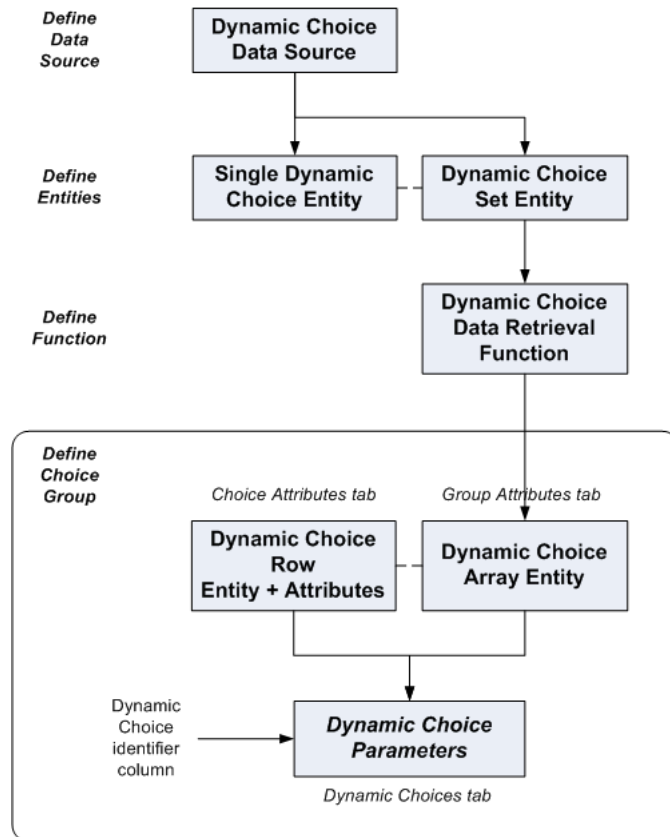 Define
Data
Source
Dynamic Choice
Data Source
Define
Entities
Single Dynamic
Choice Entity
Dynamic Choice
Set Entity
Define
Function
Dynamic Choice
Data Retrieval
Function
Define
Choice
Group
Choice Attributes tab
Group Attributes tab
Dynamic Choice
Row
Entity + Attributes
Dynamic Choice
Array Entity
Dynamic
Choice
identifier
column
Dynamic Choice
Parameters
Dynamic Choices tab